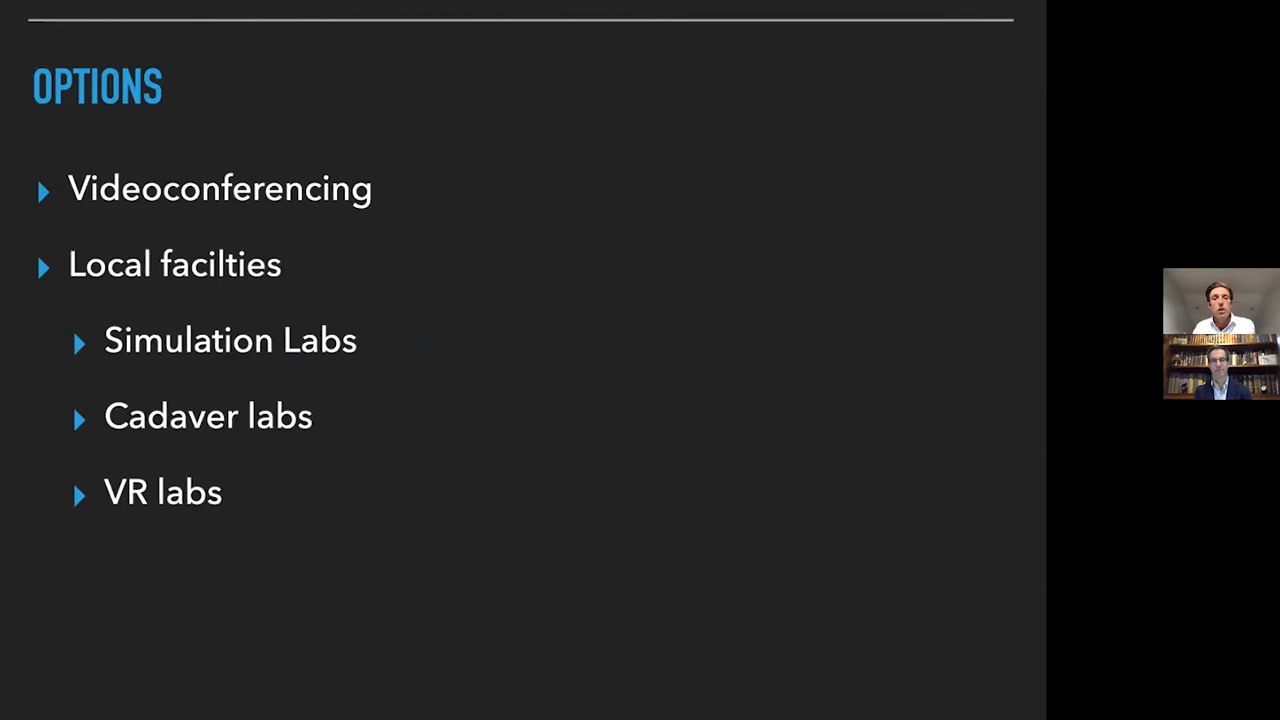 OPTIONS
Videoconferencing
Local facilties
Simulation Labs
Cadaver labs
VR labs